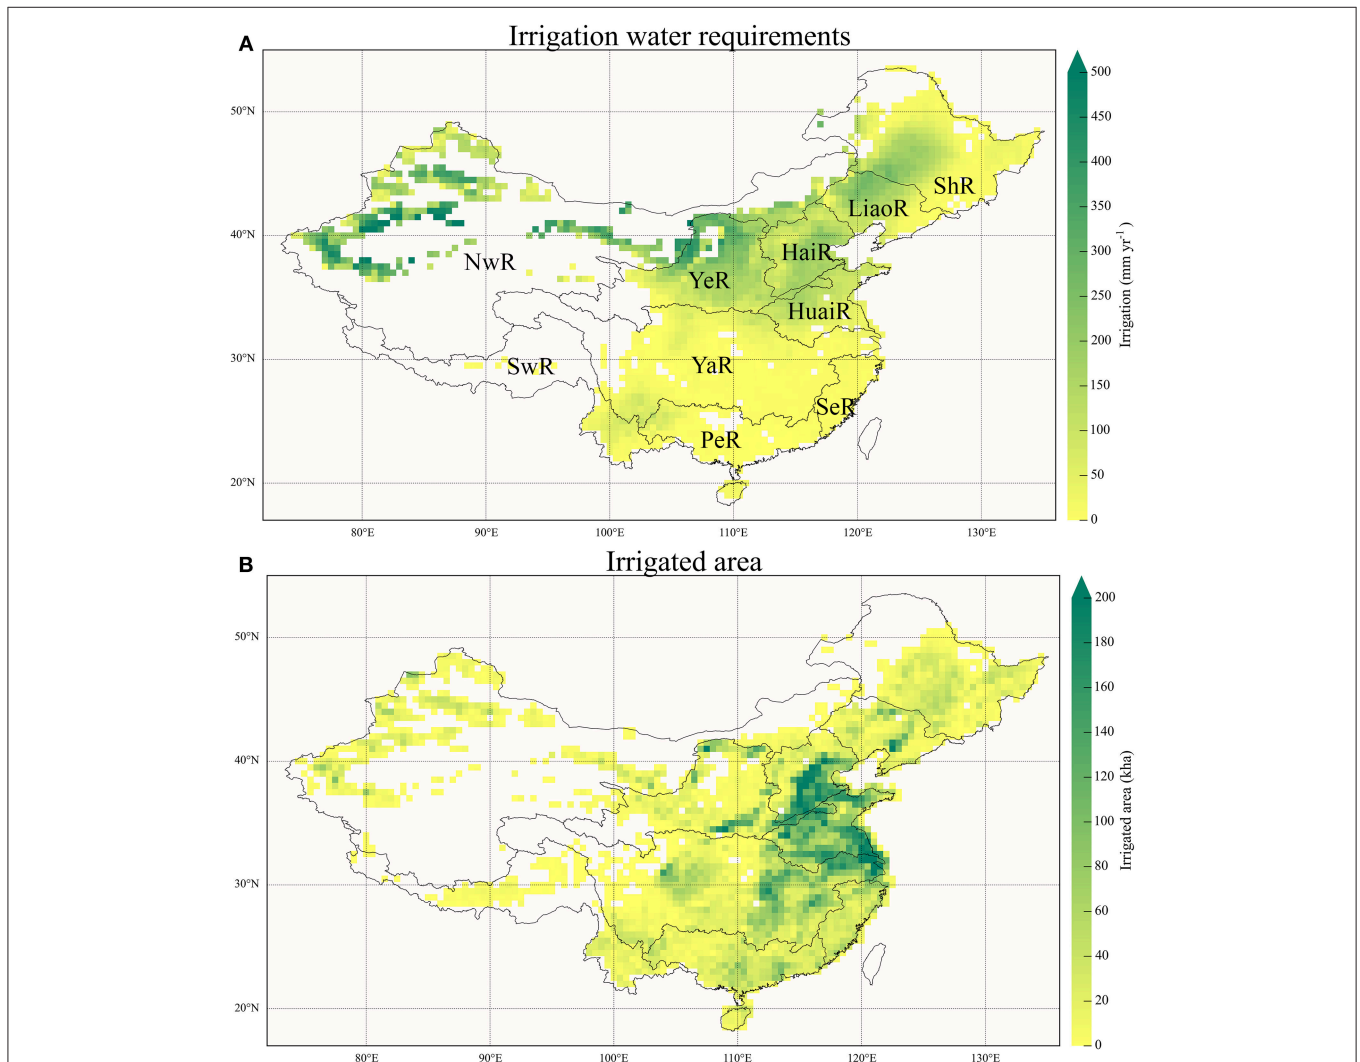 A
Irrigation water requirements
50°N
40°N
30°N
20°N
80°E 90°E 100°E 110°E 120°E 130°E
ShR
LiaoR
HaiR
NwR
YeR
HuaiR
SwR
YaR
SeR
PeR
500
450
400
350
300
250
200
150
100
50
0
Irrigation (mm yr-1)
B
Irrigated area
50°N
40°N
30°N
20°N
80°E 90°E 100°E 110°E 120°E 130°E
200
180
160
140
120
100
80
60
40
20
0
Irrigated area (kha)